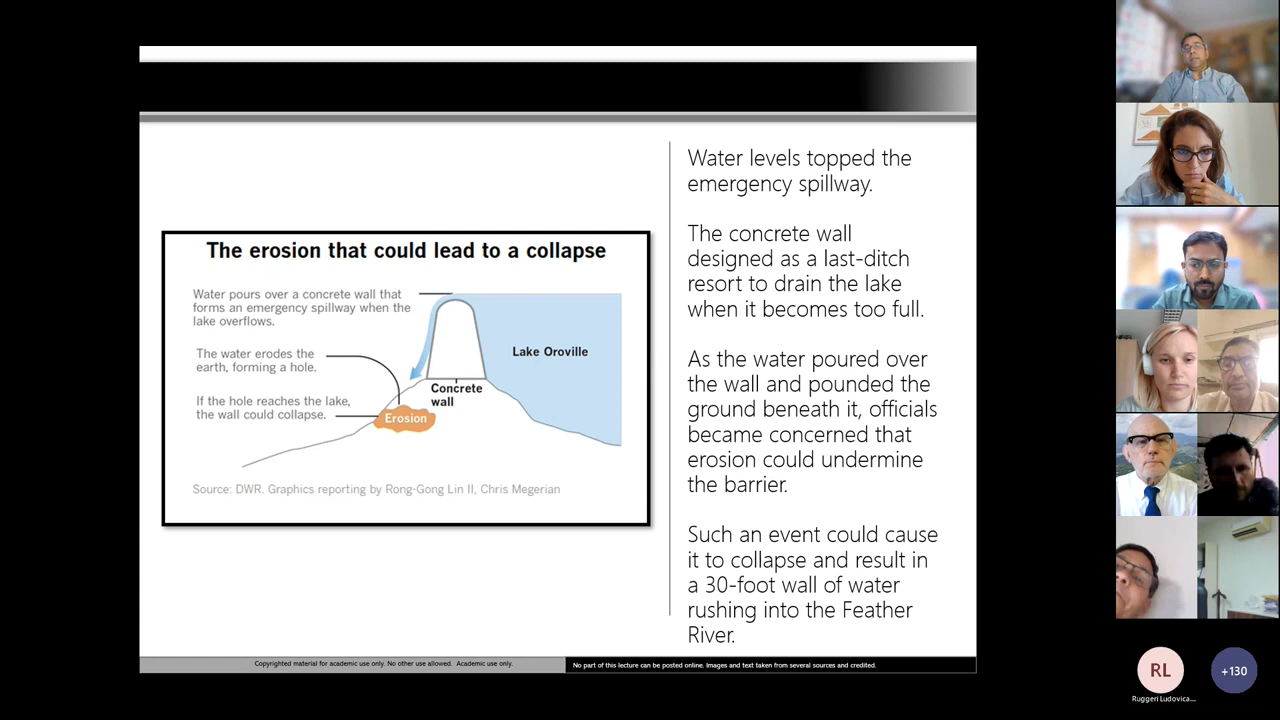 The erosion that could lead to a collapse
Water pours over a concrete wall that
forms an emergency spillway when the
lake overflows.
The water erodes the
earth, forming a hole.
If the hole reaches the lake,
the wall could collapse.
Lake Oroville
Concrete
wall
Erosion
Source: DWR. Graphics reporting by Rong-Gong Lin II, Chris Megerian
Water levels topped the
emergency spillway.
The concrete wall
designed as a last-ditch
resort to drain the lake
when it becomes too full.
As the water poured over
the wall and pounded the
ground beneath it, officials
became concerned that
erosion could undermine
the barrier.
Such an event could cause
it to collapse and result in
a 30-foot wall of water
rushing into the Feather
River.
Copyrighted material for academic use only. No other use allowed. Academic use only.
No part of this lecture can be posted online. Images and text taken from several sources and credited.
RL
Ruggeri Ludovica...
+130